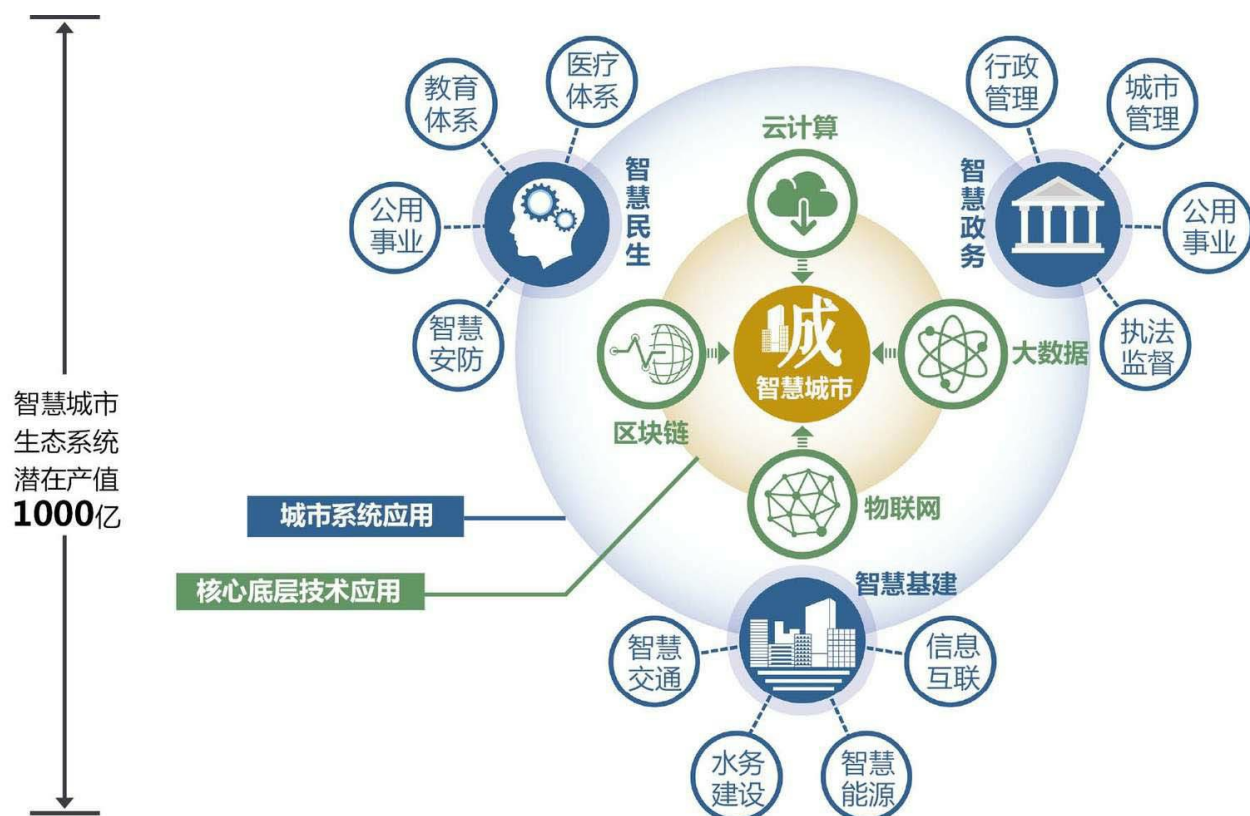 医疗
体系
行政
管理
教育
体系
城市
管理
云计算
智慧民生
智慧政务
公用
事业
公用
事业
智慧
安防
城
智慧城市
大数据
执法
监督
区块链
智慧城市
生态系统
潜在产值
1000亿
城市系统应用
物联网
核心底层技术应用
智慧基建
智慧
交通
信息
互联
水务
建设
智慧
能源